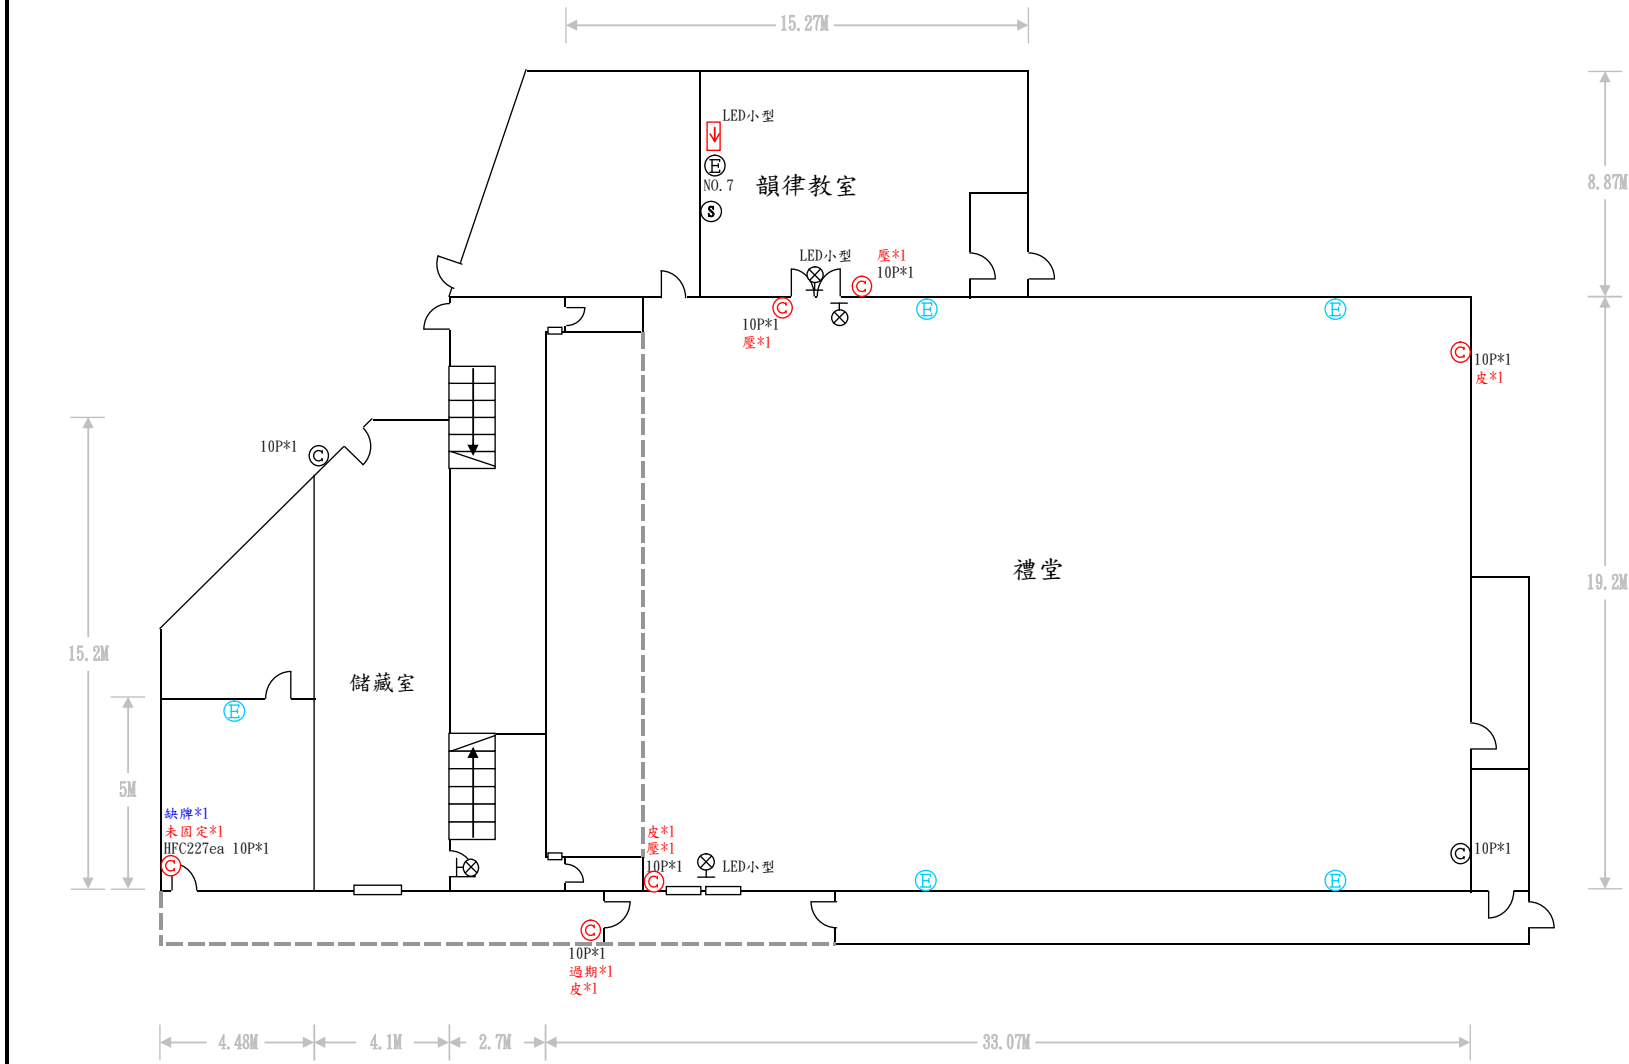 15.27M
LED小型
E
NO.7
韻律教室
S
8.87M
LED小型
壓*1
10P*1
C
C
E
E
10P*1
壓*1
C
10P*1
皮*1
10P*1
C
禮堂
19.2M
15.2M
儲藏室
E
5M
缺牌*1
未固定*1
HFC227ea 10P*1
C
皮*1
壓*1
10P*1
C
LED小型
E
E
C
10P*1
C
10P*1
過期*1
皮*1
4.48M
4.1M
2.7M
33.07M